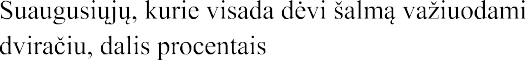 Suaugusiųjų, kurie visada dėvi šalmą važiuodami
dviračiu, dalis procentais